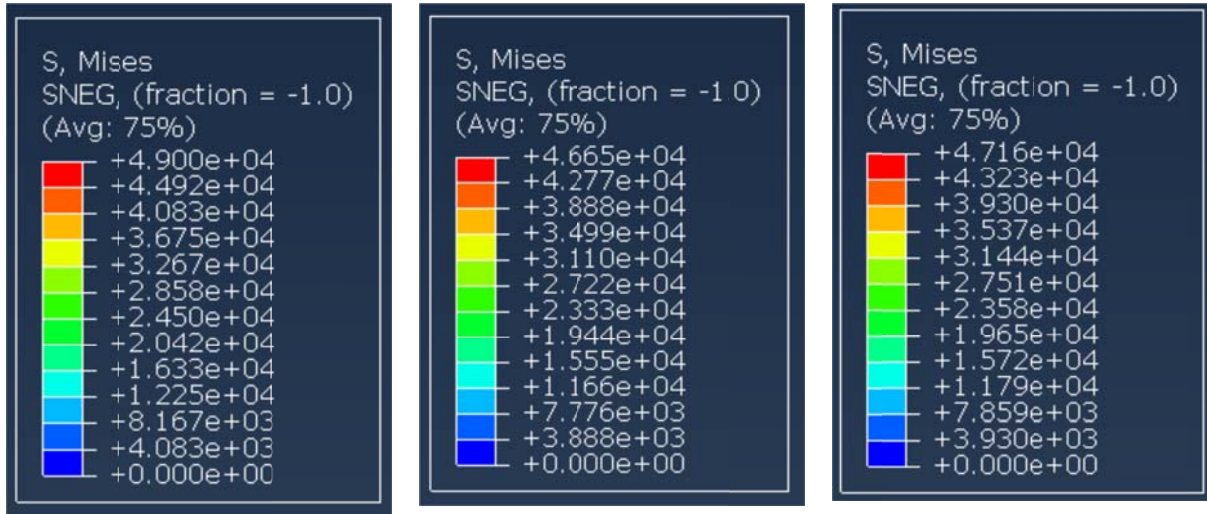 S, Mises
SNEG, (fraction = -1.0)
(Avg: 75%)
+4.900e+04
+4.492e+04
+4.083e+04
+3.675e+04
+3.267e+04
+2.858e+04
+2.450e+04
+2.042e+04
+1.633e+04
+1.225e+04
+8.167e+03
+4.083e+03
+0.000e+00
S, Mises
SNEG, (fraction = -1.0)
(Avg: 75%)
+4.665e+04
+4.277e+04
+3.888e+04
+3.499e+04
+3.110e+04
+2.722e+04
+2.333e+04
+1.944e+04
+1.555e+04
+1.166e+04
+7.776e+03
+3.888e+03
+0.000e+00
S, Mises
SNEG, (fraction = -1.0)
(Avg: 75%)
+4.716e+04
+4.323e+04
+3.930e+04
+3.537e+04
+3.144e+04
+2.751e+04
+2.358e+04
+1.965e+04
+1.572e+04
+1.179e+04
+7.859e+03
+3.930e+03
+0.000e+00